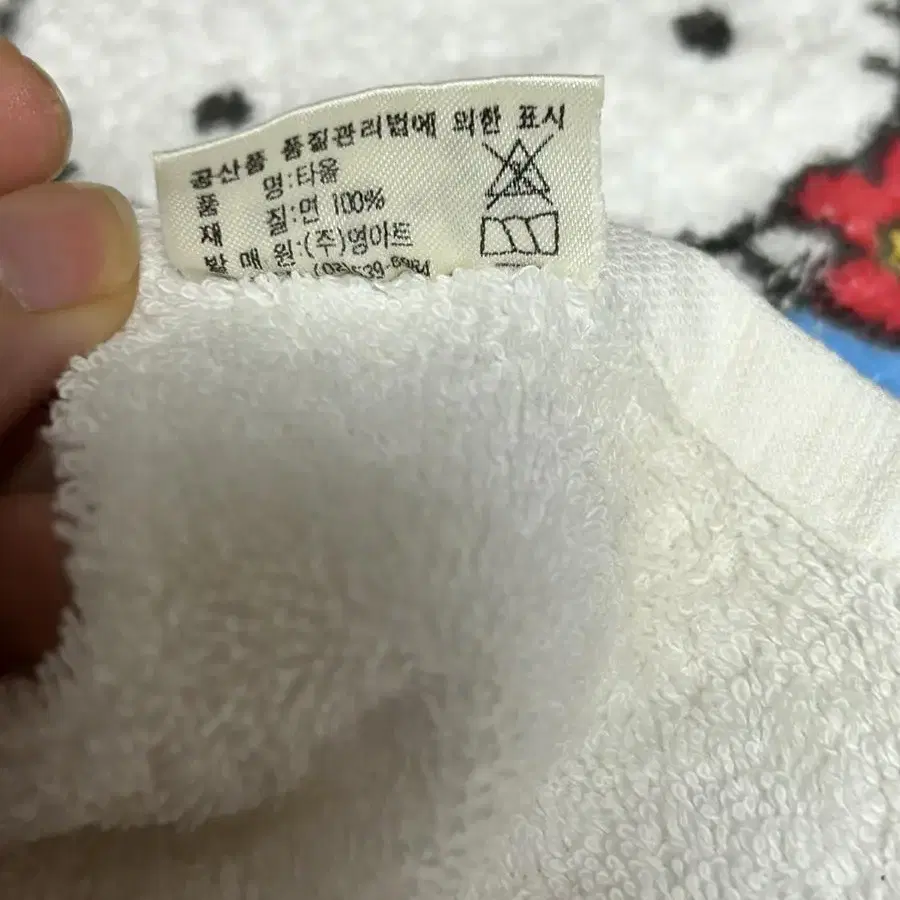 공산품 품질관리법에 의한 표시
품 명:타올
재 질:면 100%
발 매 원:(주)영아트